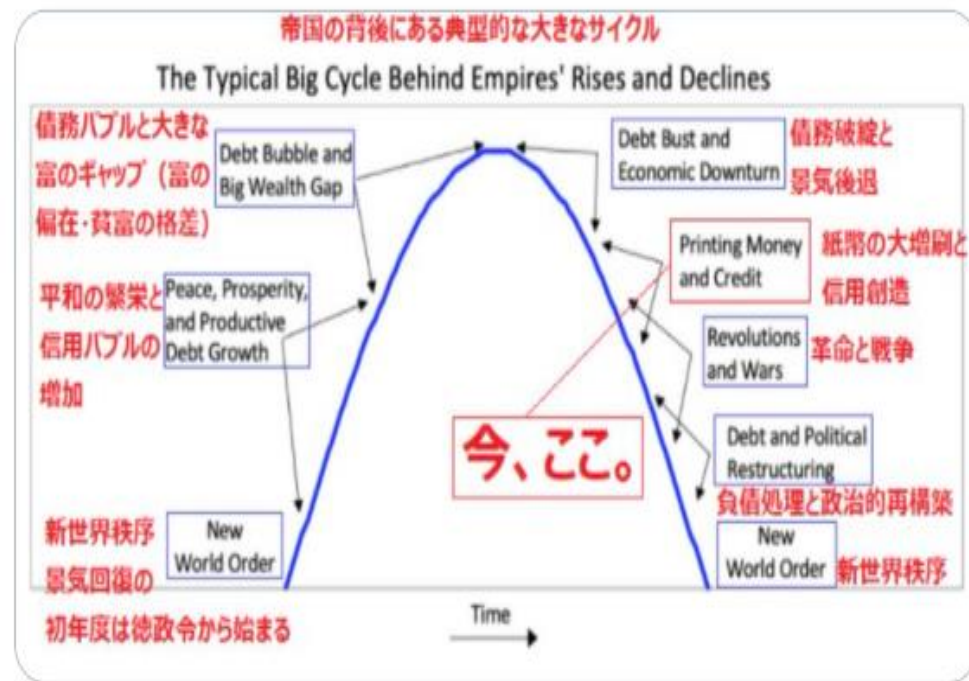 帝国の背後にある典型的な大きなサイクル
The Typical Big Cycle Behind Empires' Rises and Declines
債務バブルと大きな
富のギャップ（富の
偏在・貧富の格差）
Debt Bubble and
Big Wealth Gap
Debt Bust and
Economic Downturn
債務破綻と
景気後過
Printing Money
and Credit
紙幣の大増刷と
信用創造
平和の繁栄と
信用バブルの
増加
Peace, Prosperity,
and Productive
Debt Growth
Revolutions
and Wars
革命と戦争
今、ここ。
Debt and Political
Restructuring
負債処理と政治的再構築
新世界秩序
景気回復の
初年度は徳政令から始まる
New
World Order
New
World Order
新世界秩序
Time